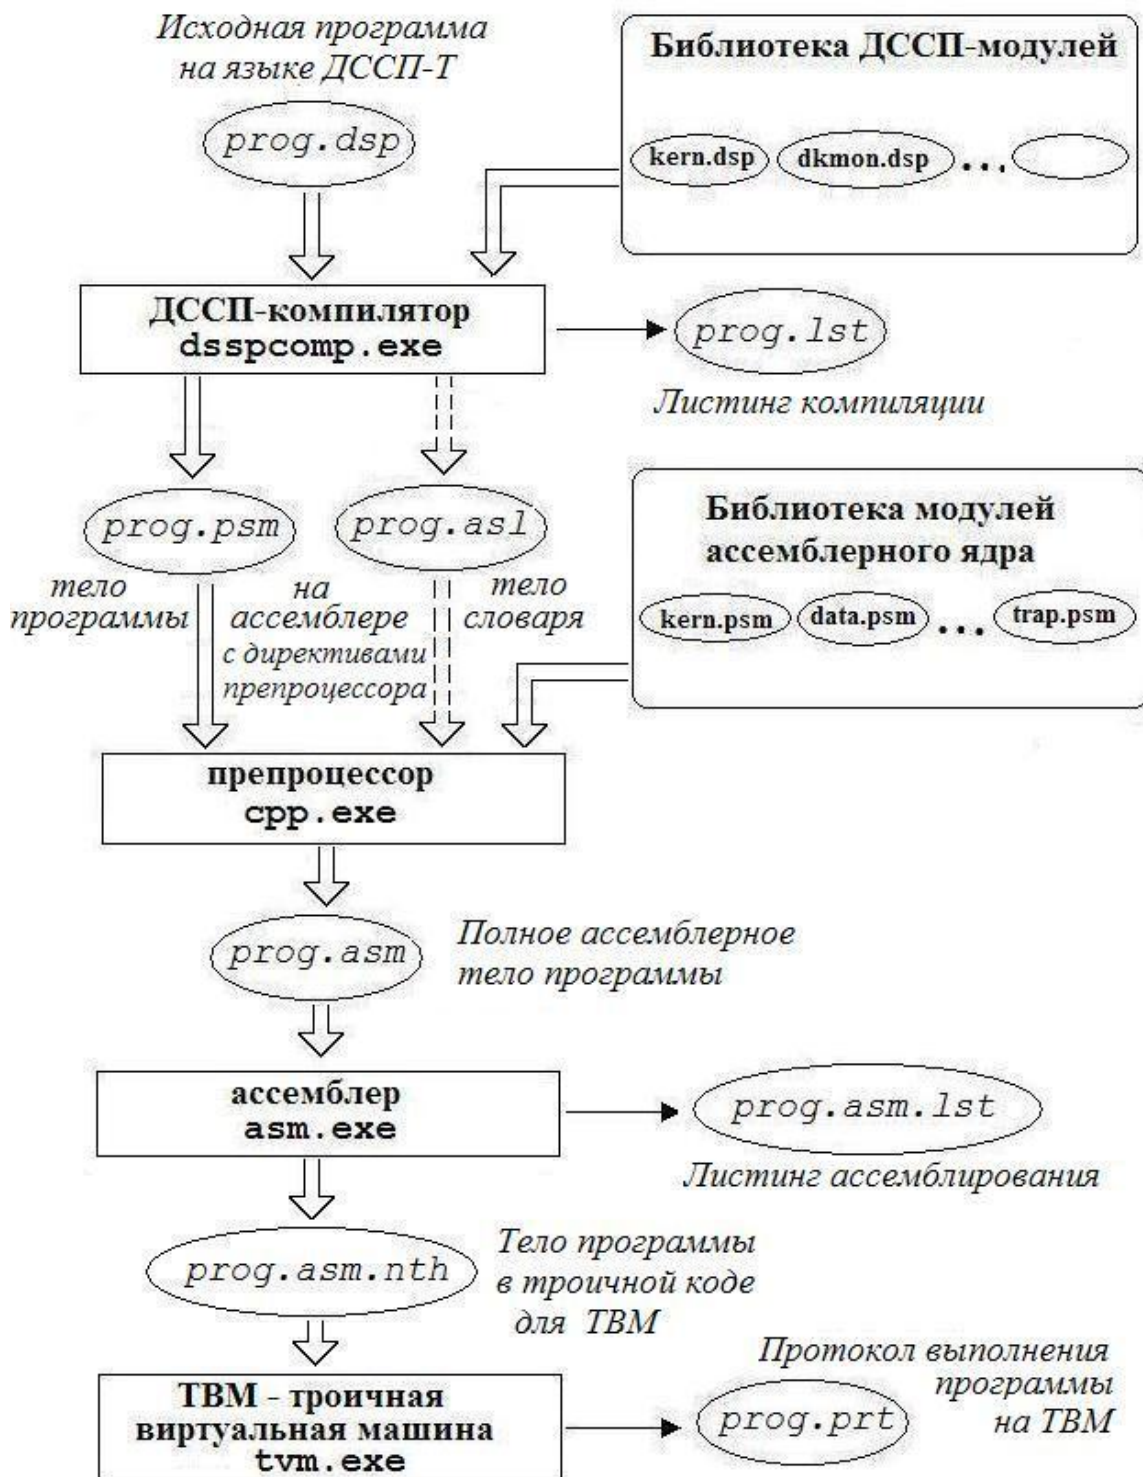 Исходная программа
на языке ДССП-Т
prog.dsp
Библиотека ДССП-модулей
kern.dsp
dkmon.dsp
...
ДССП-компилятор
dsspcomp.exe
prog.lst
Листинг компиляции
prog.psm
prog.asl
тело
программы
на
ассемблере
с директивами
препроцессора
тело
словаря
Библиотека модулей
ассемблерного ядра
kern.psm
data.psm
...
trap.psm
препроцессор
cpp.exe
prog.asm
Полное ассемблерное
тело программы
ассемблер
asm.exe
prog.asm.lst
Листинг ассемблирования
prog.asm.nth
Тело программы
в троичной коде
для ТВМ
ТВМ - троичная
виртуальная машина
tvm.exe
Протокол выполнения
программы
на ТВМ
prog.prt